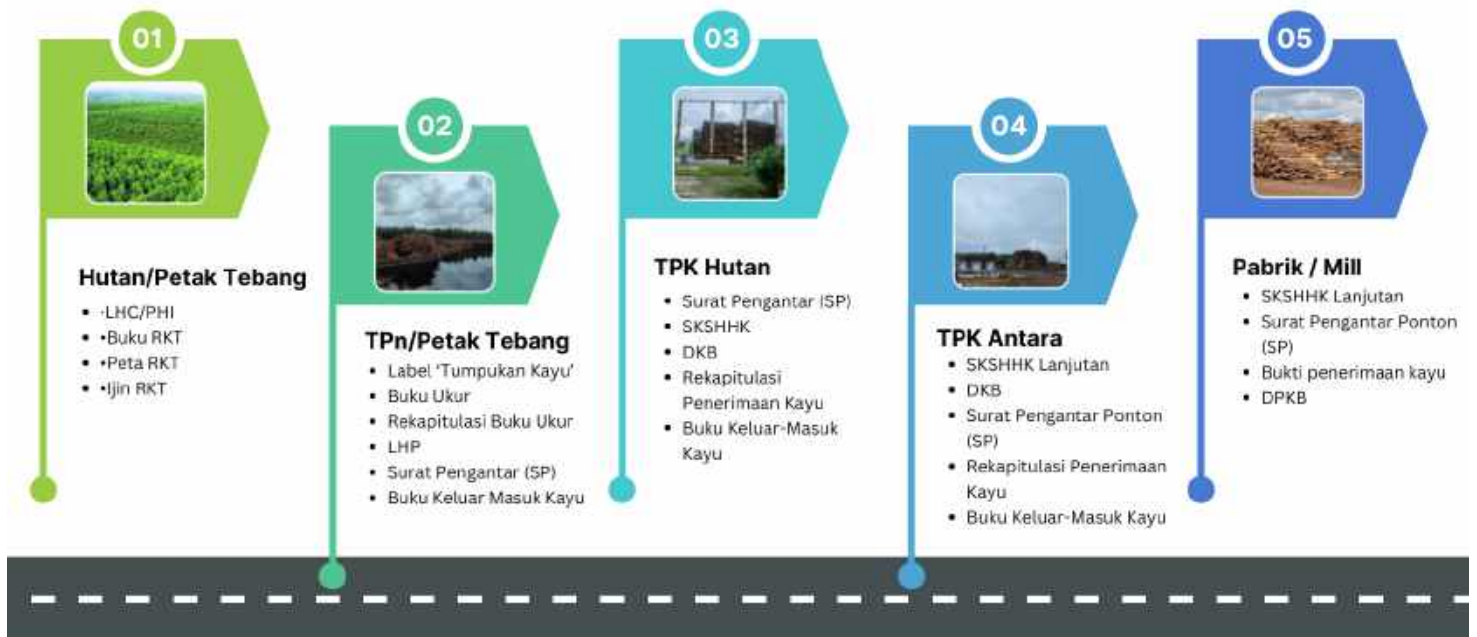 01
Hutan/Petak Tebang
• ·LHC/PHI
• •Buku RKT
• •Peta RKT
• •Ijin RKT
02
TPn/Petak Tebang
• Label 'Tumpukan Kayu'
• Buku Ukur
• Rekapitulasi Buku Ukur
• LHP
• Surat Pengantar (SP)
• Buku Keluar Masuk Kayu
03
TPK Hutan
• Surat Pengantar (SP)
• SKSHHK
• DKB
• Rekapitulasi
Penerimaan Kayu
• Buku Keluar-Masuk
Kayu
04
TPK Antara
• SKSHHK Lanjutan
• DKB
• Surat Pengantar Ponton
(SP)
• Rekapitulasi Penerimaan
Kayu
• Buku Keluar-Masuk Kayu
05
Pabrik / Mill
• SKSHHK Lanjutan
• Surat Pengantar Ponton
(SP)
• Bukti penerimaan kayu
• DPKB